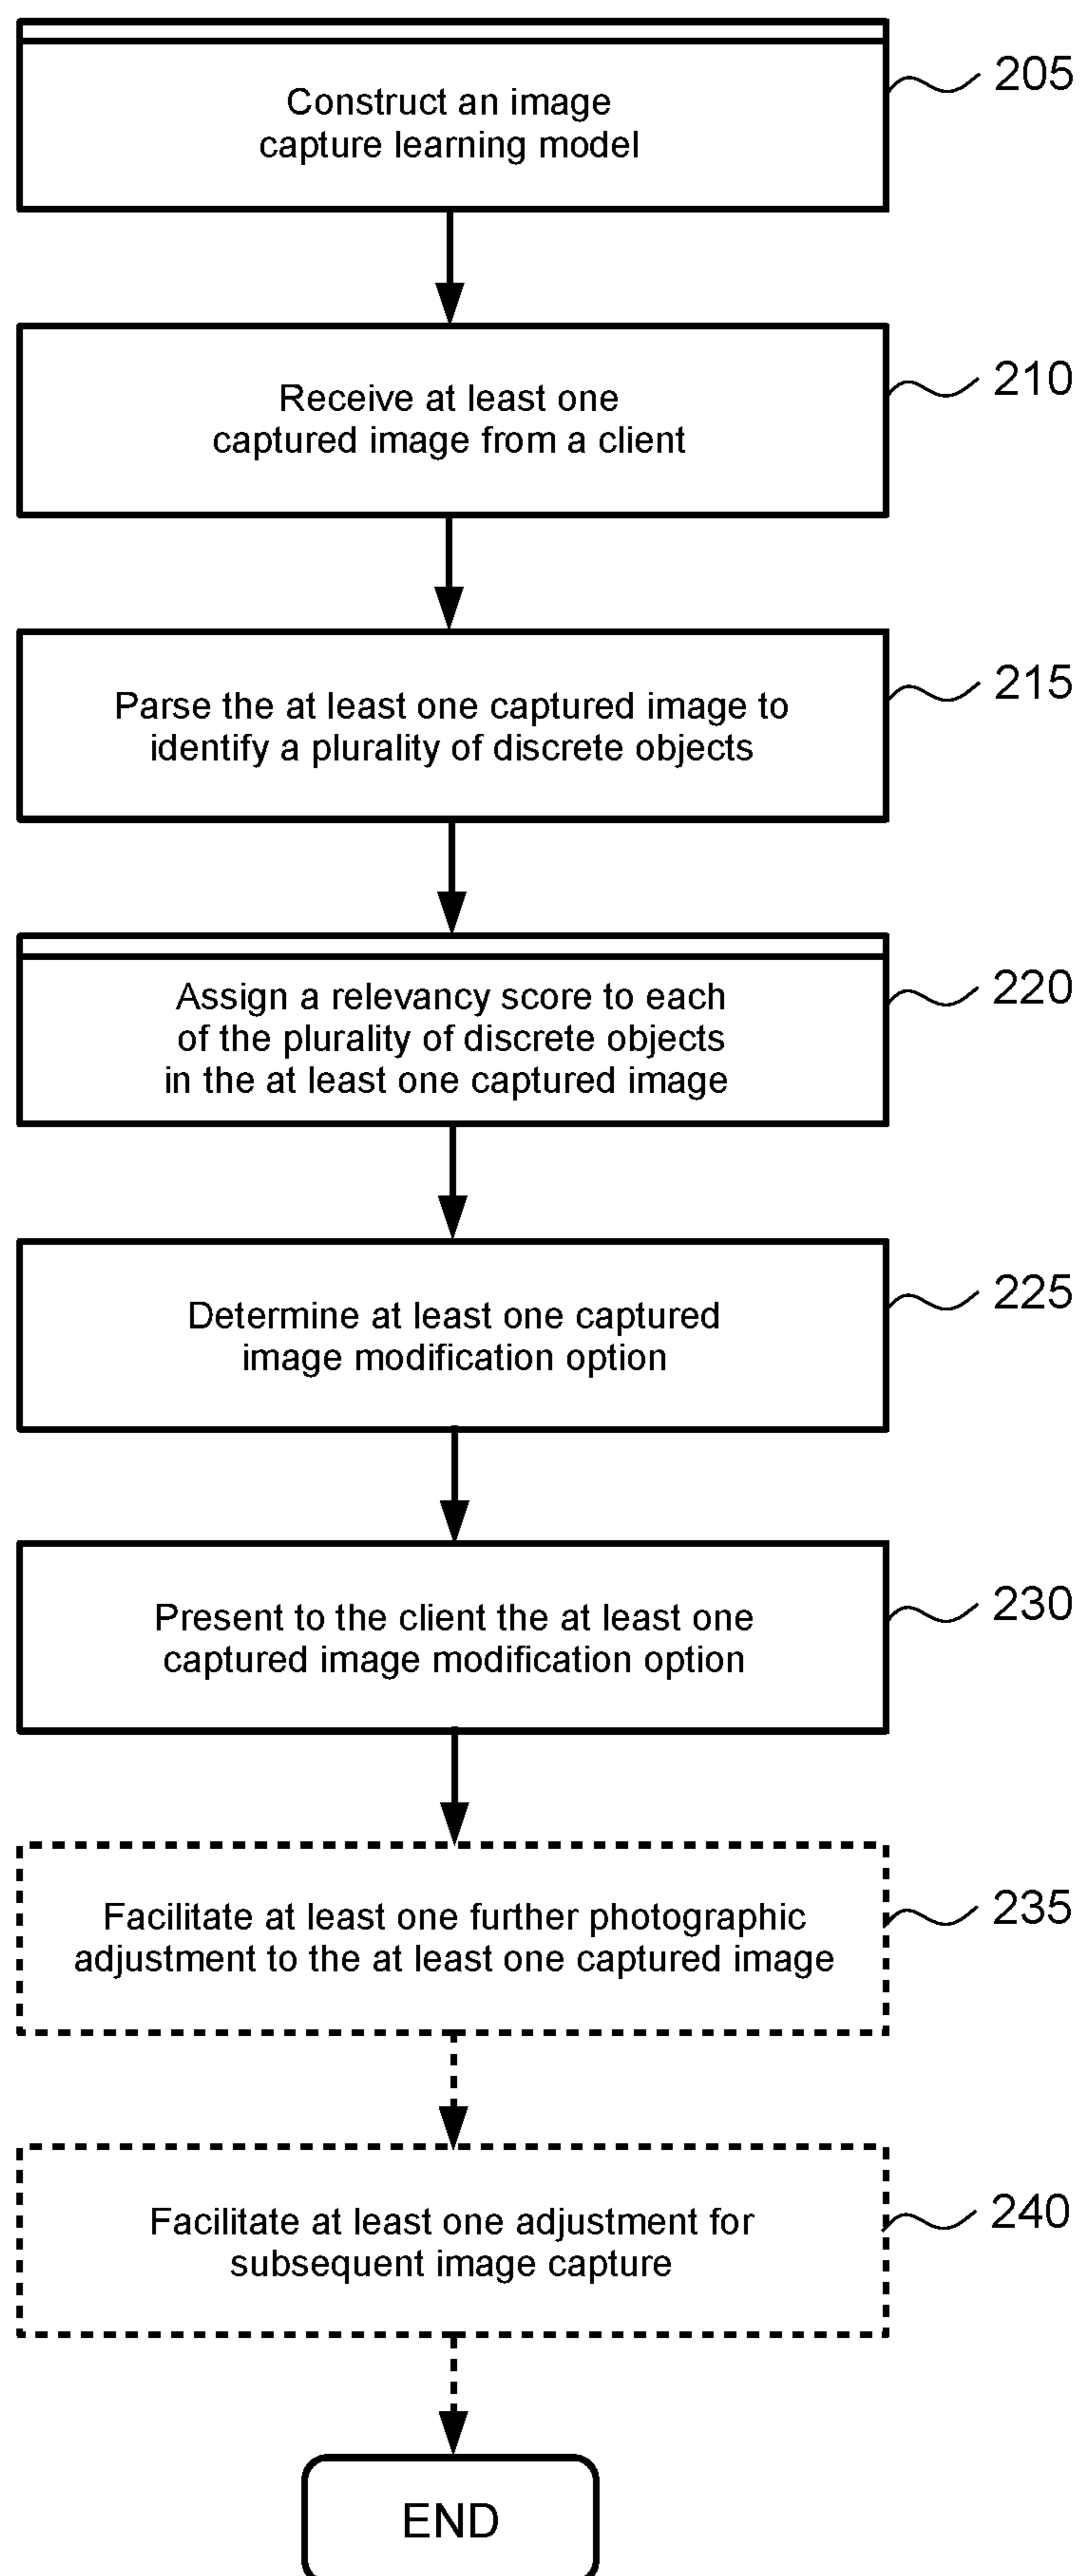 Construct an image
capture learning model
205
Receive at least one
captured image from a client
210
Parse the at least one captured image to
identify a plurality of discrete objects
215
Assign a relevancy score to each
of the plurality of discrete objects
in the at least one captured image
220
Determine at least one captured
image modification option
225
Present to the client the at least one
captured image modification option
230
Facilitate at least one further photographic
adjustment to the at least one captured image
235
Facilitate at least one adjustment for
subsequent image capture
240
END